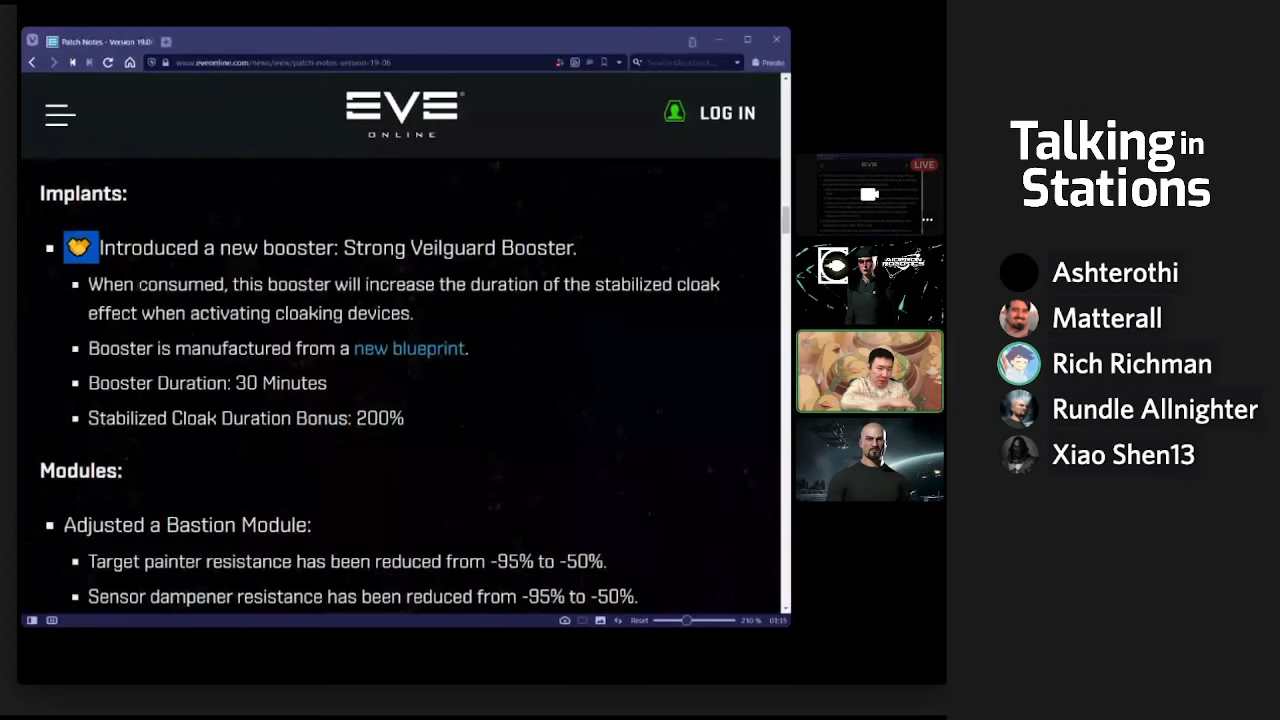 Patch Notes - Version 19.0
www.eveonline.com/news/view/patch-notes-version-19-06
Private
EVE
ONLINE
LOG IN
Implants:
Introduced a new booster: Strong Veilguard Booster.
When consumed, this booster will increase the duration of the stabilized cloak
effect when activating cloaking devices.
Booster is manufactured from a new blueprint.
Booster Duration: 30 Minutes
Stabilized Cloak Duration Bonus: 200%
Modules:
Adjusted a Bastion Module:
Target painter resistance has been reduced from -95% to -50%.
Sensor dampener resistance has been reduced from -95% to -50%.
Reset
210 %
01:15
LIVE
Talking in
Stations
Ashterothi
Matterall
Rich Richman
Rundle Allnighter
Xiao Shen13